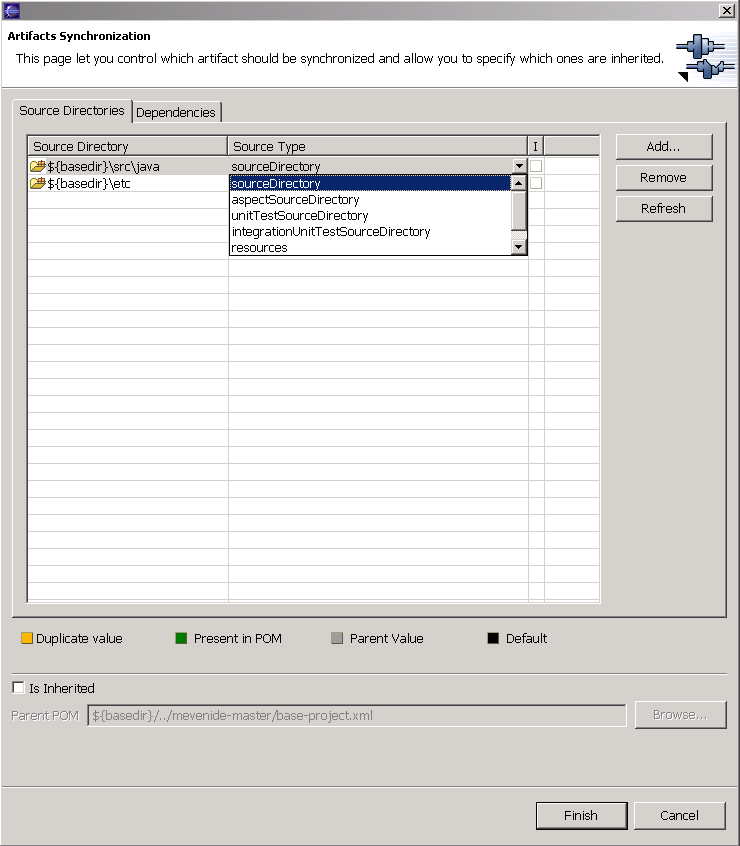 Artifacts Synchronization
This page let you control which artifact should be synchronized and allow you to specify which ones are inherited.
Source Directories Dependencies
Source Directory Source Type I
${basedir}\src\java sourceDirectory
${basedir}\etc sourceDirectory
aspectSourceDirectory
unitTestSourceDirectory
integrationUnitTestSourceDirectory
resources
Add...
Remove
Refresh
Duplicate value Present in POM Parent Value Default
Is Inherited
Parent POM ${basedir}/../mevenide-master/base-project.xml Browse...
Finish Cancel